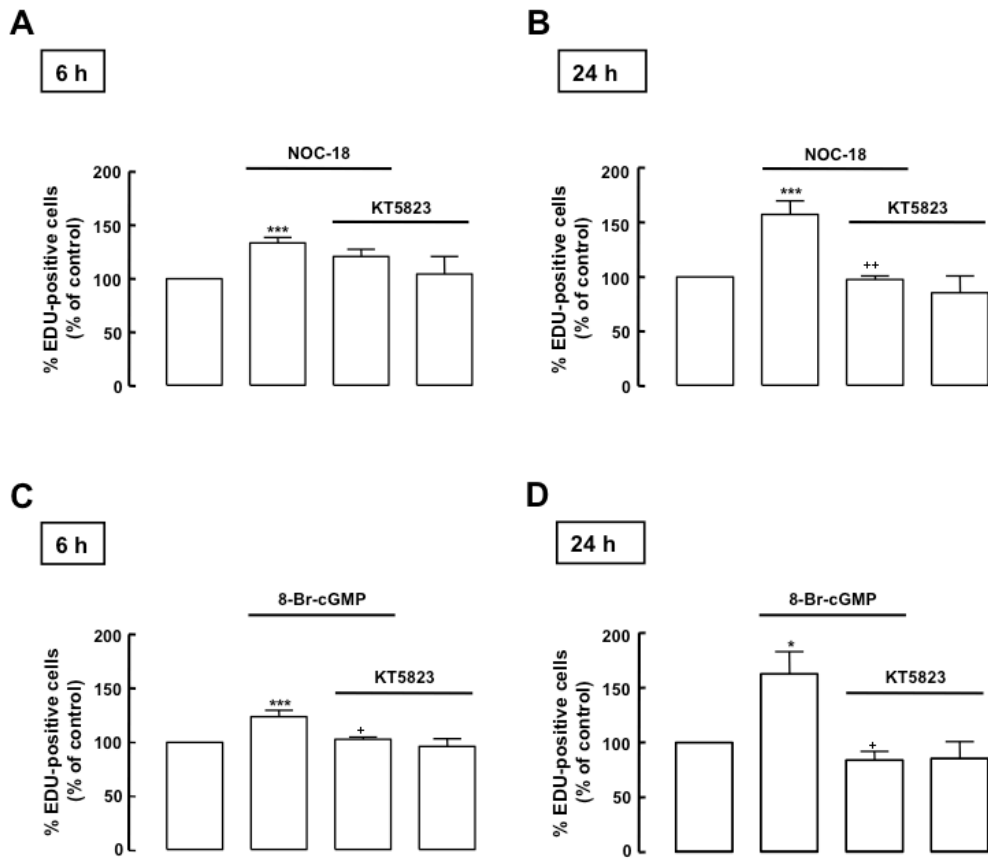 A
6 h
NOC-18
KT5823
***
% EDU-positive cells
(% of control)
200
150
100
50
0
B
24 h
NOC-18
KT5823
***
++
% EDU-positive cells
(% of control)
200
150
100
50
0
C
6 h
8-Br-cGMP
KT5823
***
+
% EDU-positive cells
(% of control)
200
150
100
50
0
D
24 h
8-Br-cGMP
KT5823
*
+
% EDU-positive cells
(% of control)
200
150
100
50
0